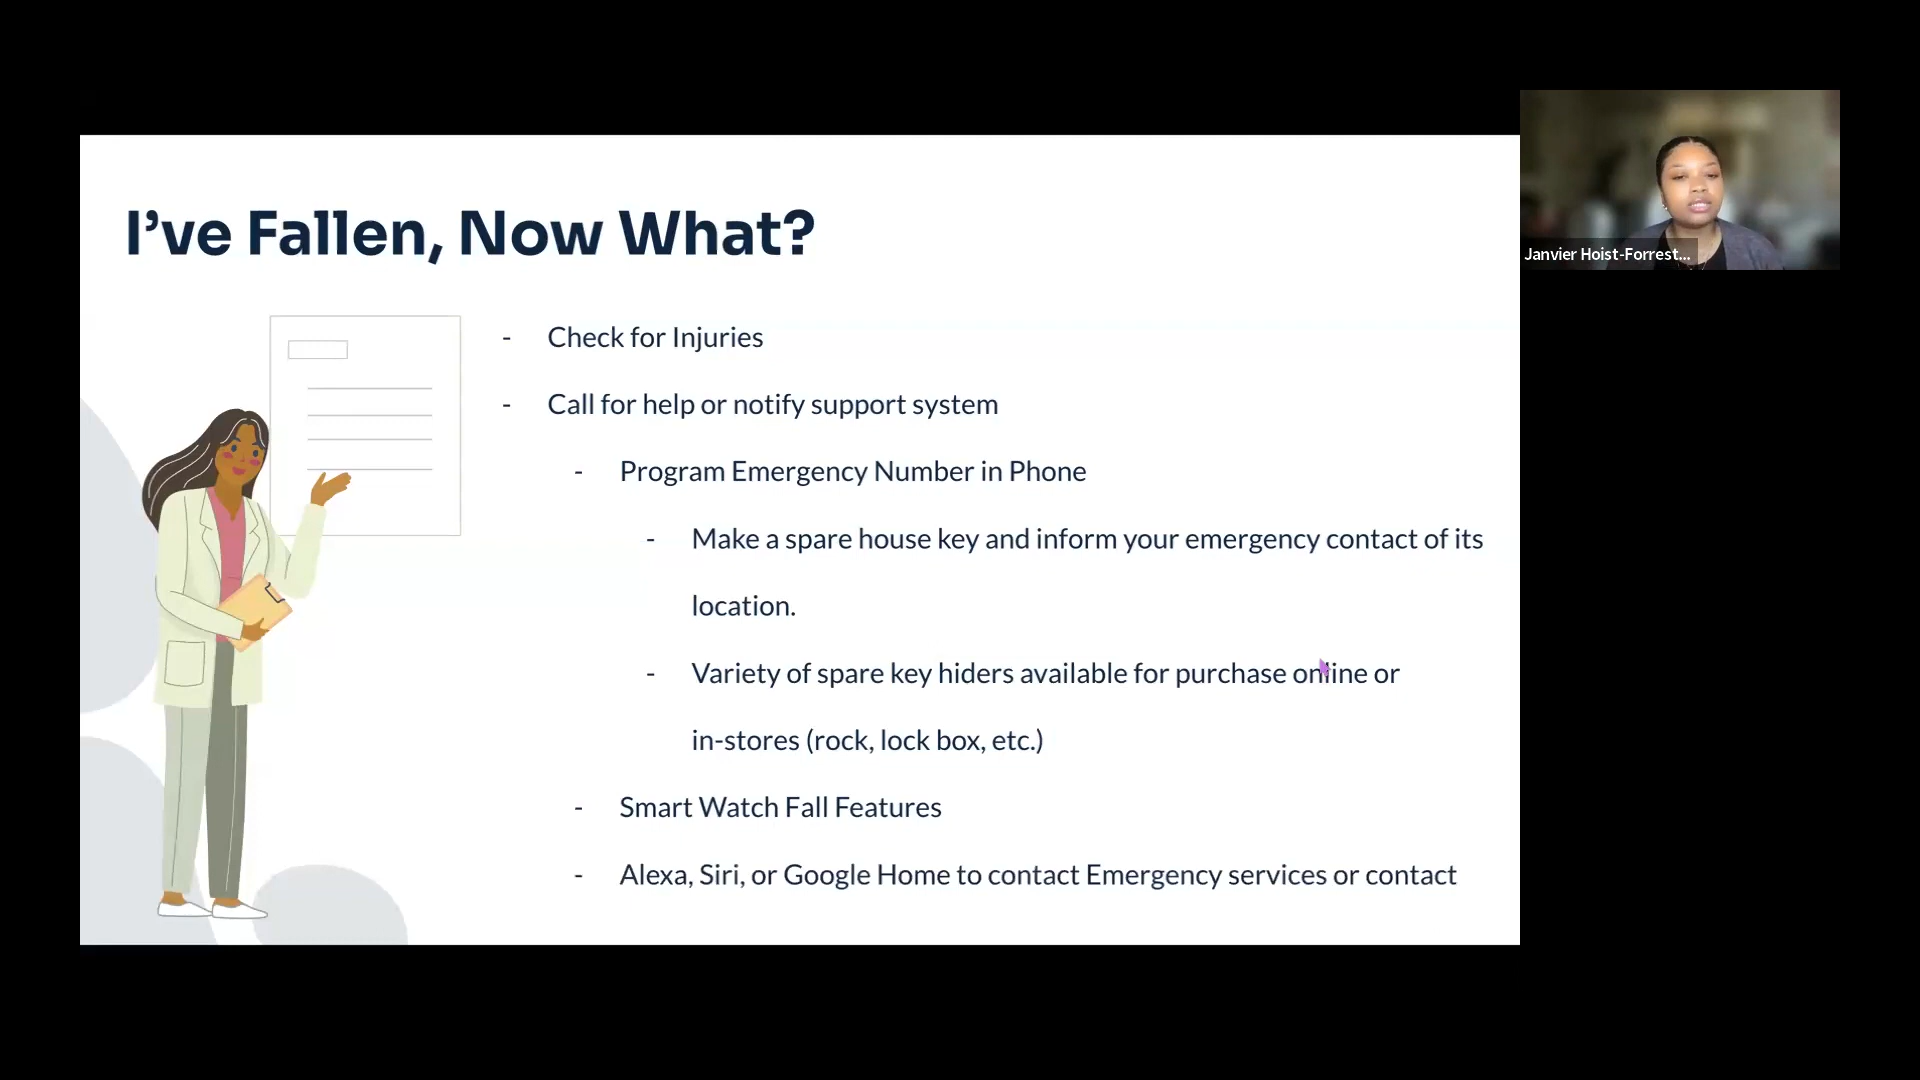 I’ve Fallen, Now What?
- Check for Injuries
- Call for help or notify support system
- Program Emergency Number in Phone
- Make a spare house key and inform your emergency contact of its
location.
- Variety of spare key hiders available for purchase online or
in-stores (rock, lock box, etc.)
- Smart Watch Fall Features
- Alexa, Siri, or Google Home to contact Emergency services or contact
Janvier Hoist-Forrest...